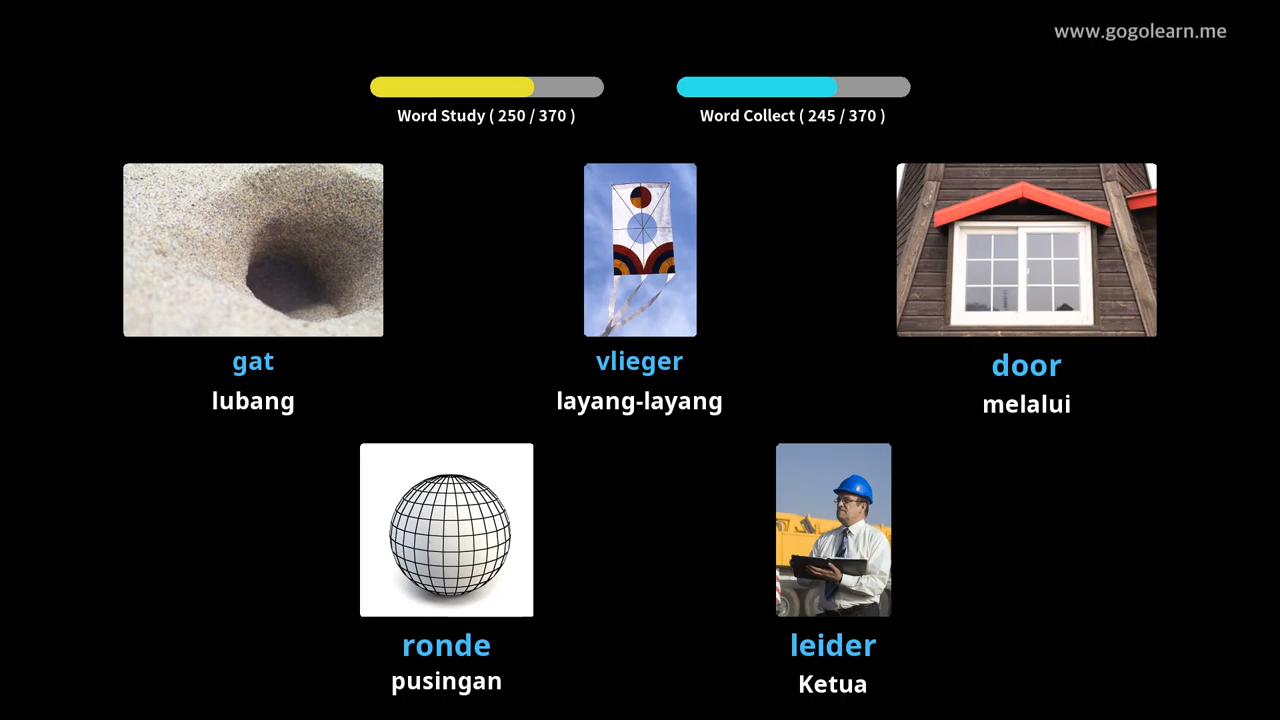 www.gogolearn.me
Word Study ( 250 / 370 )
Word Collect ( 245 / 370 )
gat
lubang
vlieger
layang-layang
door
melalui
ronde
pusingan
leider
Ketua